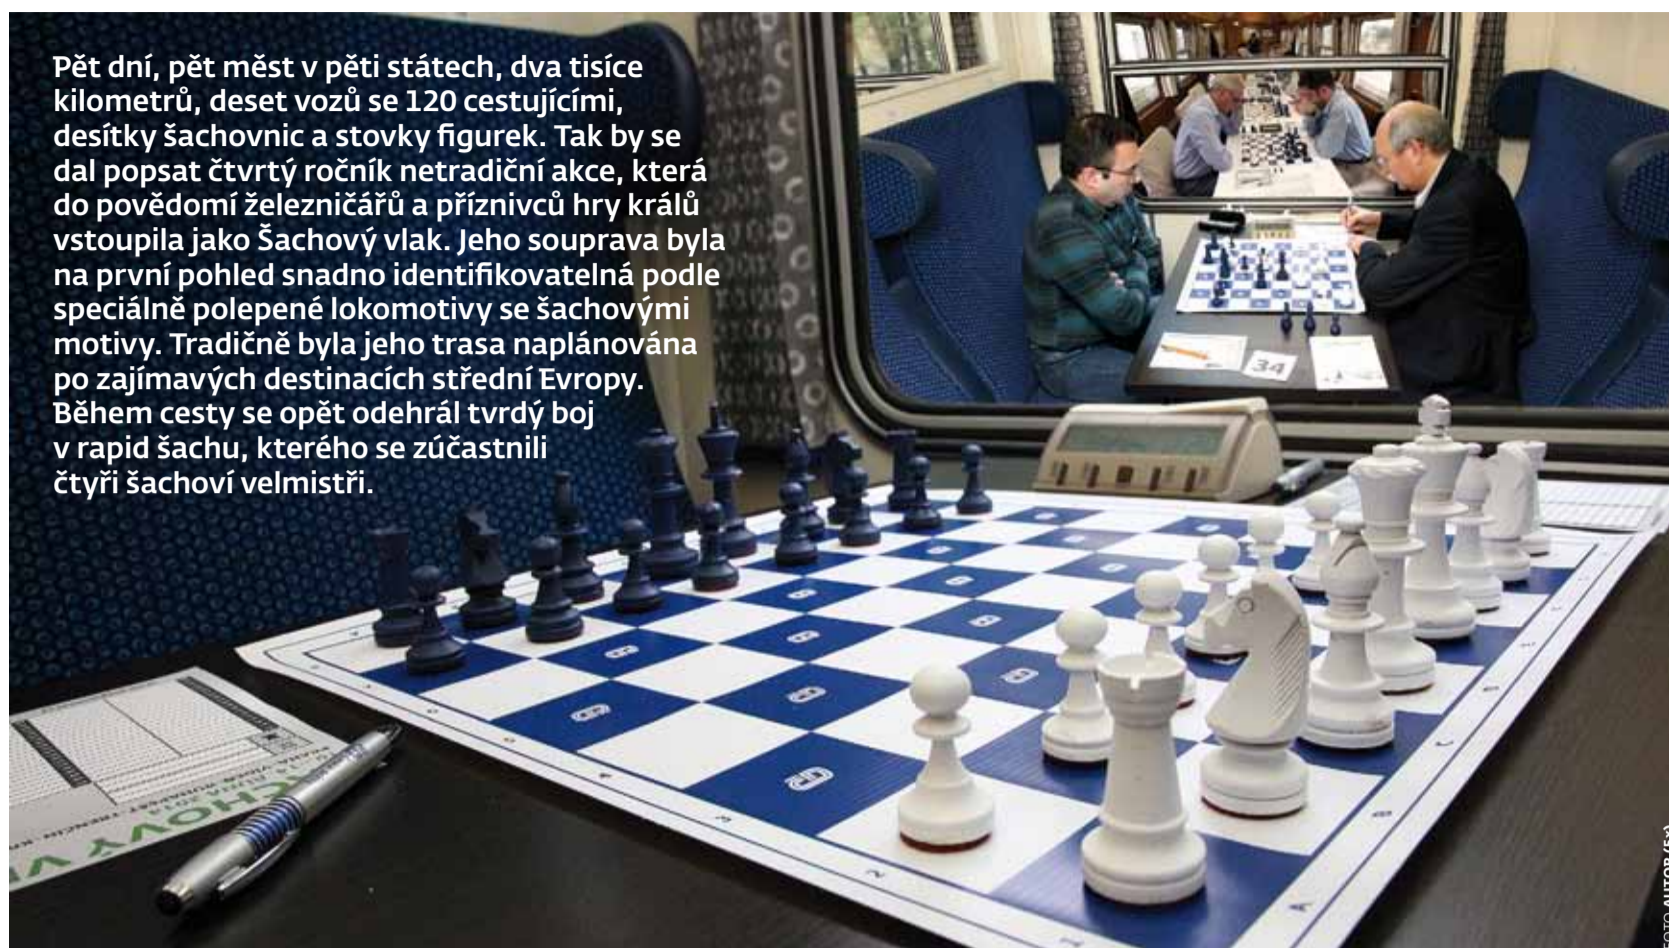 Pět dní, pět měst v pěti státech, dva tisíce
kilometrů, deset vozů se 120 cestujícími,
desítky šachovnic a stovky figurek. Tak by se
dal popsat čtvrtý ročník netradiční akce, která
do povědomí železničářů a příznivců hry králů
vstoupila jako Šachový vlak. Jeho souprava byla
na první pohled snadno identifikovatelná podle
speciálně polepené lokomotivy se šachovými
motivy. Tradičně byla jeho trasa naplánována
po zajímavých destinacích střední Evropy.
Během cesty se opět odehrál tvrdý boj
v rapid šachu, kterého se zúčastnili
čtyři šachoví velmistři.
34
AUTOR (5x)